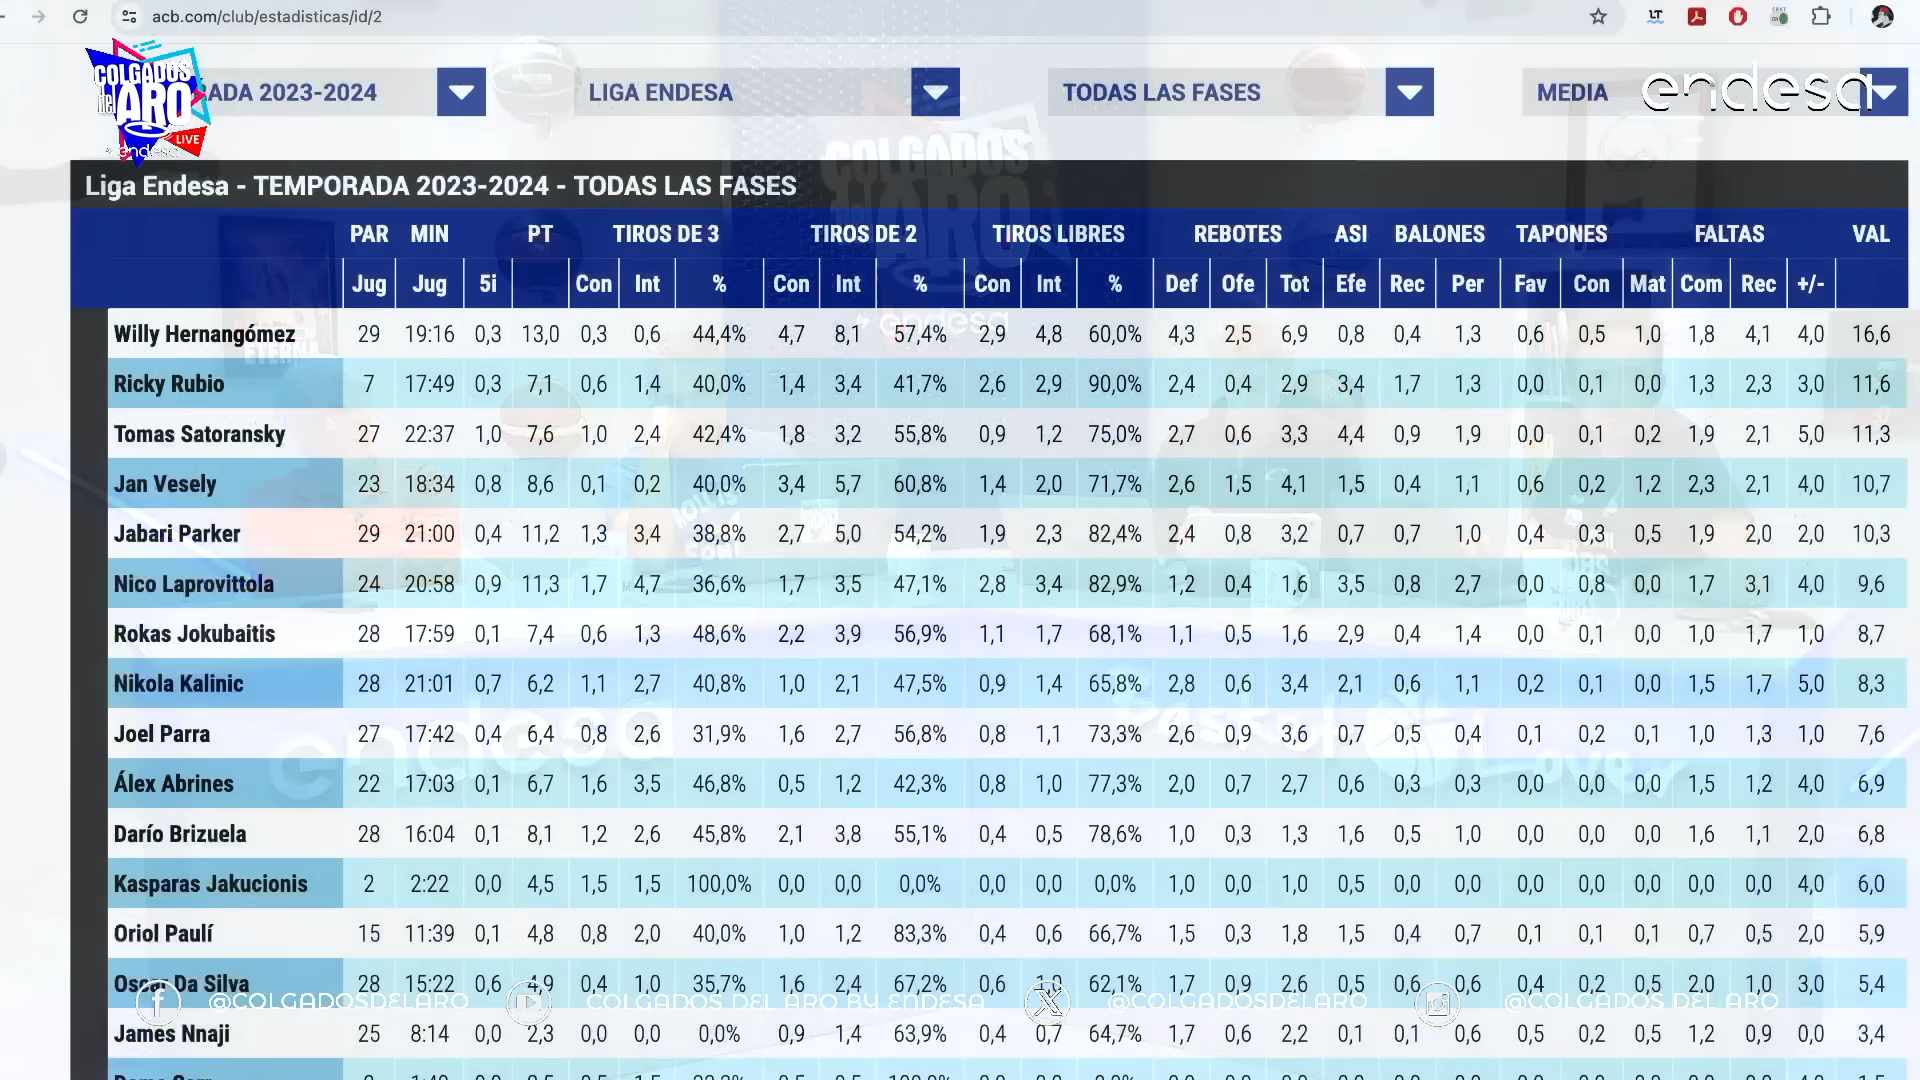 acb.com/club/estadisticas/id/2
COLGADOS del ARO LIVE endesa
RADA 2023-2024 LIGA ENDESA TODAS LAS FASES MEDIA endesa
Liga Endesa - TEMPORADA 2023-2024 - TODAS LAS FASES
PAR MIN PT TIROS DE 3 TIROS DE 2 TIROS LIBRES REBOTES ASI BALONES TAPONES FALTAS VAL
Jug Jug 5i Con Int % Con Int % Con Int % Def Ofe Tot Efe Rec Per Fav Con Mat Com Rec +/-
Willy Hernangómez 29 19:16 0,3 13,0 0,3 0,6 44,4% 4,7 8,1 57,4% 2,9 4,8 60,0% 4,3 2,5 6,9 0,8 0,4 1,3 0,6 0,5 1,0 1,8 4,1 4,0 16,6
Ricky Rubio 7 17:49 0,3 7,1 0,6 1,4 40,0% 1,4 3,4 41,7% 2,6 2,9 90,0% 2,4 0,4 2,9 3,4 1,7 1,3 0,0 0,1 0,0 1,3 2,3 3,0 11,6
Tomas Satoransky 27 22:37 1,0 7,6 1,0 2,4 42,4% 1,8 3,2 55,8% 0,9 1,2 75,0% 2,7 0,6 3,3 4,4 0,9 1,9 0,0 0,1 0,2 1,9 2,1 5,0 11,3
Jan Vesely 23 18:34 0,8 8,6 0,1 0,2 40,0% 3,4 5,7 60,8% 1,4 2,0 71,7% 2,6 1,5 4,1 1,5 0,4 1,1 0,6 0,2 1,2 2,3 2,1 4,0 10,7
Jabari Parker 29 21:00 0,4 11,2 1,3 3,4 38,8% 2,7 5,0 54,2% 1,9 2,3 82,4% 2,4 0,8 3,2 0,7 0,7 1,0 0,4 0,3 0,5 1,9 2,0 2,0 10,3
Nico Laprovittola 24 20:58 0,9 11,3 1,7 4,7 36,6% 1,7 3,5 47,1% 2,8 3,4 82,9% 1,2 0,4 1,6 3,5 0,8 2,7 0,0 0,8 0,0 1,7 3,1 4,0 9,6
Rokas Jokubaitis 28 17:59 0,1 7,4 0,6 1,3 48,6% 2,2 3,9 56,9% 1,1 1,7 68,1% 1,1 0,5 1,6 2,9 0,4 1,4 0,0 0,1 0,0 1,0 1,7 1,0 8,7
Nikola Kalinic 28 21:01 0,7 6,2 1,1 2,7 40,8% 1,0 2,1 47,5% 0,9 1,4 65,8% 2,8 0,6 3,4 2,1 0,6 1,1 0,2 0,1 0,0 1,5 1,7 5,0 8,3
Joel Parra 27 17:42 0,4 6,4 0,8 2,6 31,9% 1,6 2,7 56,8% 0,8 1,1 73,3% 2,6 0,9 3,6 0,7 0,5 0,4 0,1 0,2 0,1 1,0 1,3 1,0 7,6
Álex Abrines 22 17:03 0,1 6,7 1,6 3,5 46,8% 0,5 1,2 42,3% 0,8 1,0 77,3% 2,0 0,7 2,7 0,6 0,3 0,3 0,0 0,0 0,0 1,5 1,2 4,0 6,9
Darío Brizuela 28 16:04 0,1 8,1 1,2 2,6 45,8% 2,1 3,8 55,1% 0,4 0,5 78,6% 1,0 0,3 1,3 1,6 0,5 1,0 0,0 0,0 0,0 1,6 1,1 2,0 6,8
Kasparas Jakucionis 2 2:22 0,0 4,5 1,5 1,5 100,0% 0,0 0,0 0,0% 0,0 0,0 0,0% 1,0 0,0 1,0 0,5 0,0 0,0 0,0 0,0 0,0 0,0 0,0 4,0 6,0
Oriol Paulí 15 11:39 0,1 4,8 0,8 2,0 40,0% 1,0 1,2 83,3% 0,4 0,6 66,7% 1,5 0,3 1,8 1,5 0,4 0,7 0,1 0,1 0,1 0,7 0,5 2,0 5,9
Oscar Da Silva 28 15:22 0,6 4,9 0,4 1,0 35,7% 1,6 2,4 67,2% 0,6 1,0 62,1% 1,7 0,9 2,6 0,5 0,6 0,6 0,4 0,2 0,5 2,0 1,0 3,0 5,4
@COLGADOSDELARO COLGADOS DEL ARO BY ENDESA @COLGADOSDELARO @COLGADOS DEL ARO
James Nnaji 25 8:14 0,0 2,3 0,0 0,0 0,0% 0,9 1,4 63,9% 0,4 0,7 64,7% 1,7 0,6 2,2 0,1 0,1 0,6 0,5 0,2 0,5 1,2 0,9 0,0 3,4